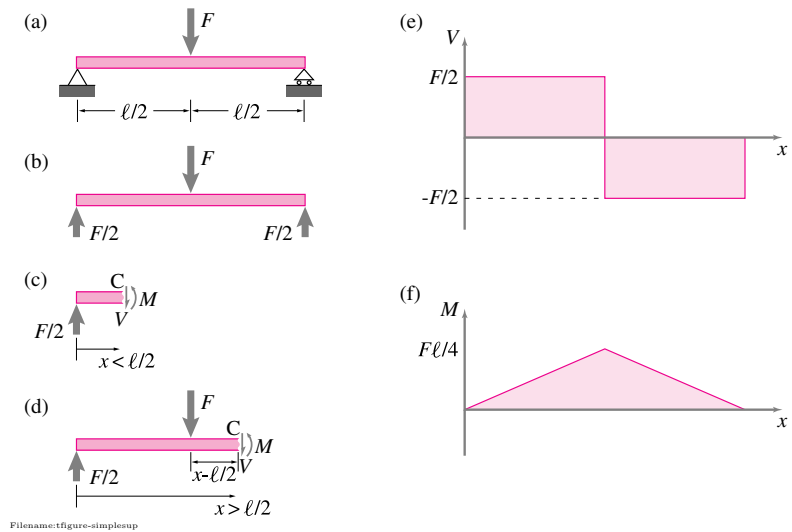 (a)
F
ℓ/2
ℓ/2
(b)
F
F/2
F/2
(c)
C
M
V
F/2
x < ℓ/2
(d)
F
C
M
V
F/2
x-ℓ/2
x > ℓ/2
(e)
V
F/2
x
-F/2
(f)
M
Fℓ/4
x
Filename:tfigure-simplesup